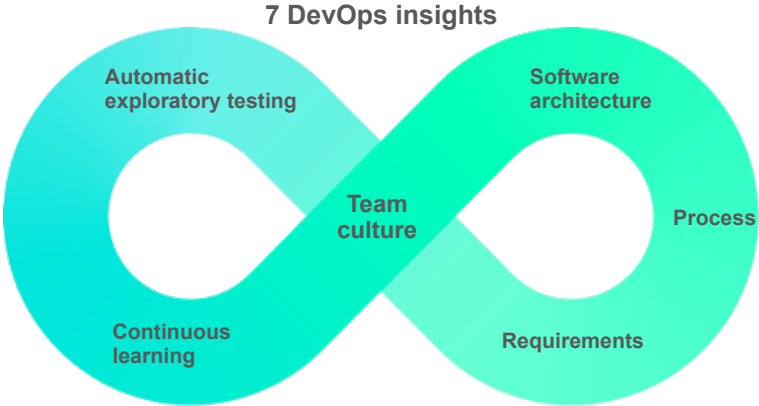 7 DevOps insights
Automatic
exploratory testing
Software
architecture
Team
culture
Process
Continuous
learning
Requirements